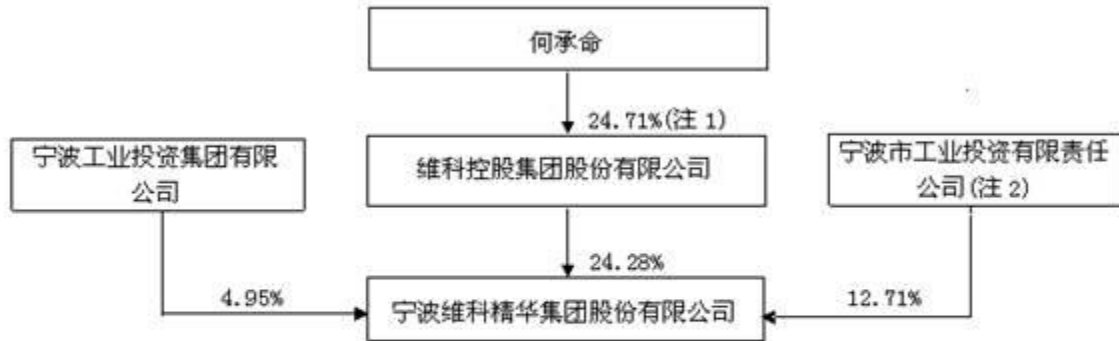 何承命
24.71%(注 1)
宁波工业投资集团有限
公司
维科控股集团股份有限公司
宁波市工业投资有限责任
公司(注 2)
24.28%
4.95%
12.71%
宁波维科精华集团股份有限公司